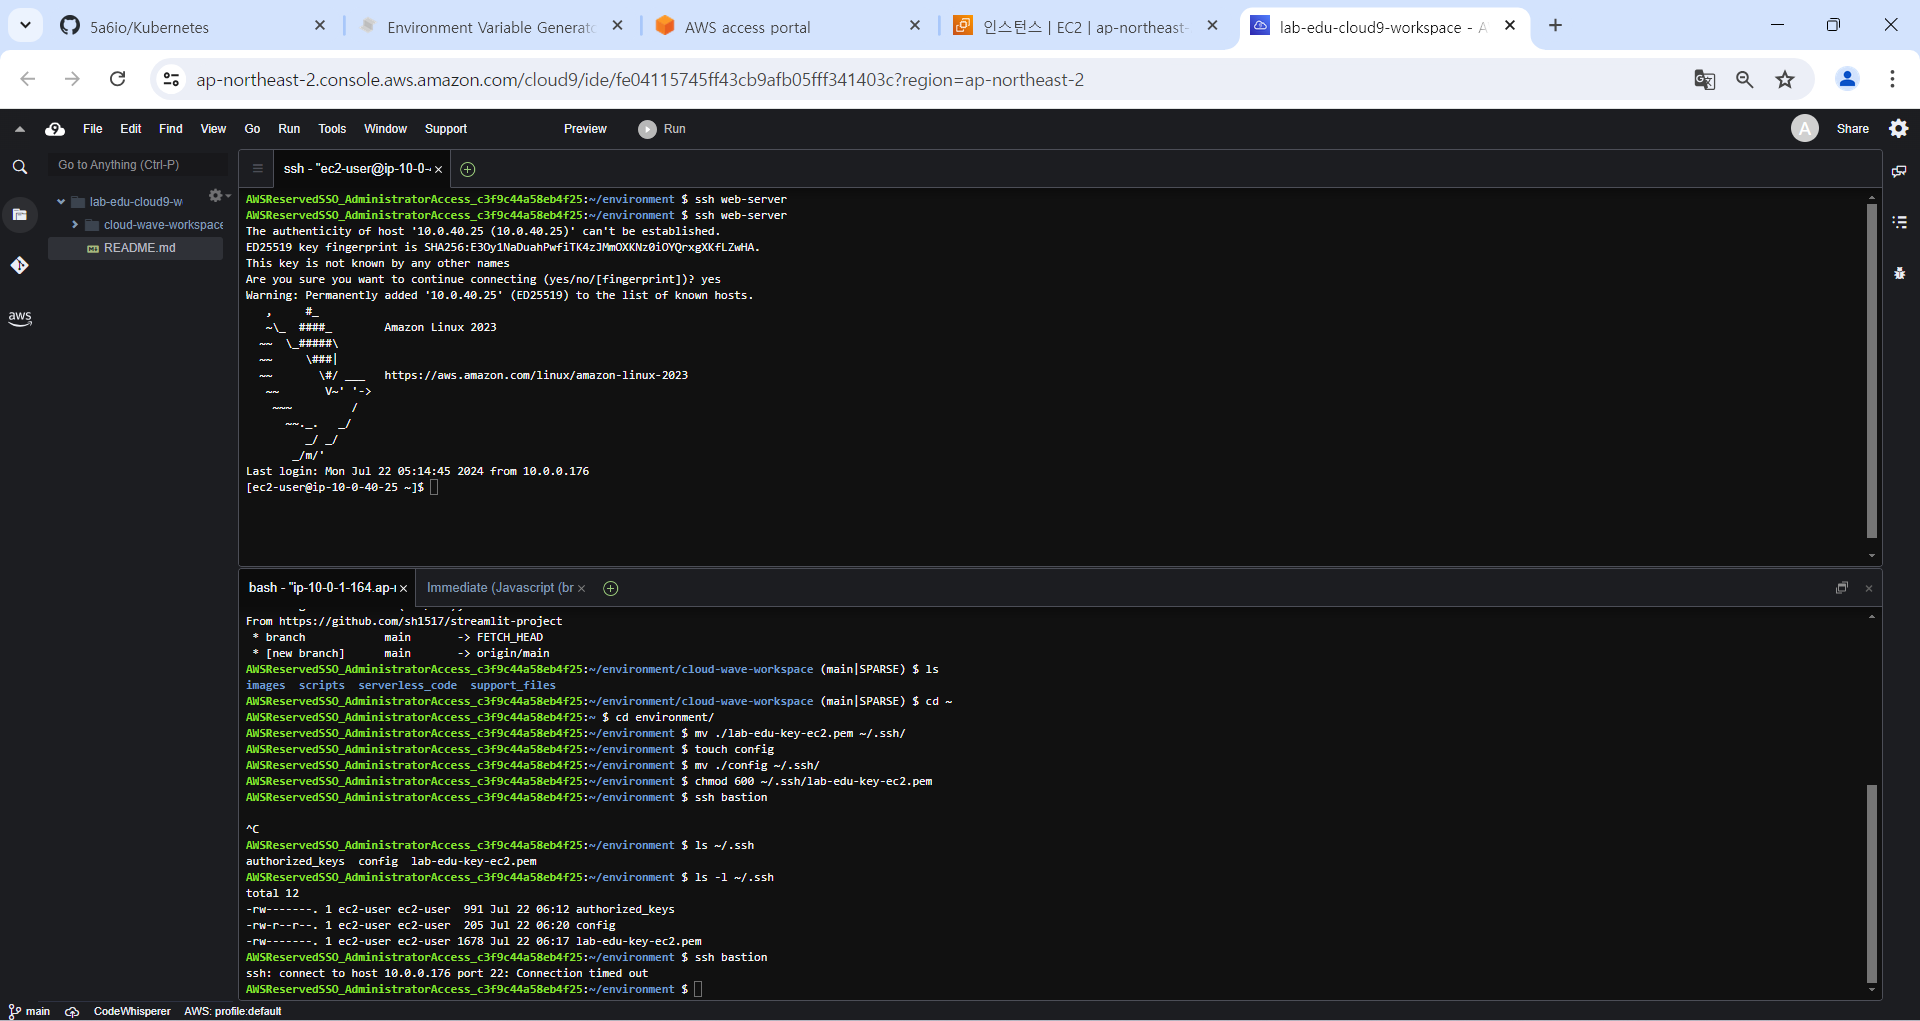 5a6io/Kubernetes
Environment Variable Generato
AWS access portal
인스턴스 | EC2 | ap-northeast-
lab-edu-cloud9-workspace - A
ap-northeast-2.console.aws.amazon.com/cloud9/ide/fe04115745ff43cb9afb05fff341403c?region=ap-northeast-2
9 File Edit Find View Go Run Tools Window Support Preview Run A Share
Go to Anything (Ctrl-P)
lab-edu-cloud9-w
cloud-wave-workspace
README.md
aws
ssh - "ec2-user@ip-10-0-
AWSReservedSSO_AdministratorAccess_c3f9c44a58eb4f25:~/environment $ ssh web-server
AWSReservedSSO_AdministratorAccess_c3f9c44a58eb4f25:~/environment $ ssh web-server
The authenticity of host '10.0.40.25 (10.0.40.25)' can't be established.
ED25519 key fingerprint is SHA256:E3Oy1NaDuahPwfiTK4zJMmOXKNz0iOYQrxgXKfLZwHA.
This key is not known by any other names
Are you sure you want to continue connecting (yes/no/[fingerprint])? yes
Warning: Permanently added '10.0.40.25' (ED25519) to the list of known hosts.
   ,     #_
   ~\_  ####_        Amazon Linux 2023
  ~~  \_#####\
  ~~     \###|
  ~~       \#/ ___   https://aws.amazon.com/linux/amazon-linux-2023
   ~~       V~' '->
    ~~~         /
      ~~._.   _/
         _/ _/
       _/m/'
Last login: Mon Jul 22 05:14:45 2024 from 10.0.0.176
[ec2-user@ip-10-0-40-25 ~]$
bash - "ip-10-0-1-164.ap-
Immediate (Javascript (br
From https://github.com/sh1517/streamlit-project
 * branch            main       -> FETCH_HEAD
 * [new branch]      main       -> origin/main
AWSReservedSSO_AdministratorAccess_c3f9c44a58eb4f25:~/environment/cloud-wave-workspace (main|SPARSE) $ ls
images  scripts  serverless_code  support_files
AWSReservedSSO_AdministratorAccess_c3f9c44a58eb4f25:~/environment/cloud-wave-workspace (main|SPARSE) $ cd ~
AWSReservedSSO_AdministratorAccess_c3f9c44a58eb4f25:~ $ cd environment/
AWSReservedSSO_AdministratorAccess_c3f9c44a58eb4f25:~/environment $ mv ./lab-edu-key-ec2.pem ~/.ssh/
AWSReservedSSO_AdministratorAccess_c3f9c44a58eb4f25:~/environment $ touch config
AWSReservedSSO_AdministratorAccess_c3f9c44a58eb4f25:~/environment $ mv ./config ~/.ssh/
AWSReservedSSO_AdministratorAccess_c3f9c44a58eb4f25:~/environment $ chmod 600 ~/.ssh/lab-edu-key-ec2.pem
AWSReservedSSO_AdministratorAccess_c3f9c44a58eb4f25:~/environment $ ssh bastion
^C
AWSReservedSSO_AdministratorAccess_c3f9c44a58eb4f25:~/environment $ ls ~/.ssh
authorized_keys  config  lab-edu-key-ec2.pem
AWSReservedSSO_AdministratorAccess_c3f9c44a58eb4f25:~/environment $ ls -l ~/.ssh
total 12
-rw-------. 1 ec2-user ec2-user  991 Jul 22 06:12 authorized_keys
-rw-r--r--. 1 ec2-user ec2-user  205 Jul 22 06:20 config
-rw-------. 1 ec2-user ec2-user 1678 Jul 22 06:17 lab-edu-key-ec2.pem
AWSReservedSSO_AdministratorAccess_c3f9c44a58eb4f25:~/environment $ ssh bastion
ssh: connect to host 10.0.0.176 port 22: Connection timed out
AWSReservedSSO_AdministratorAccess_c3f9c44a58eb4f25:~/environment $
main CodeWhisperer AWS: profile:default